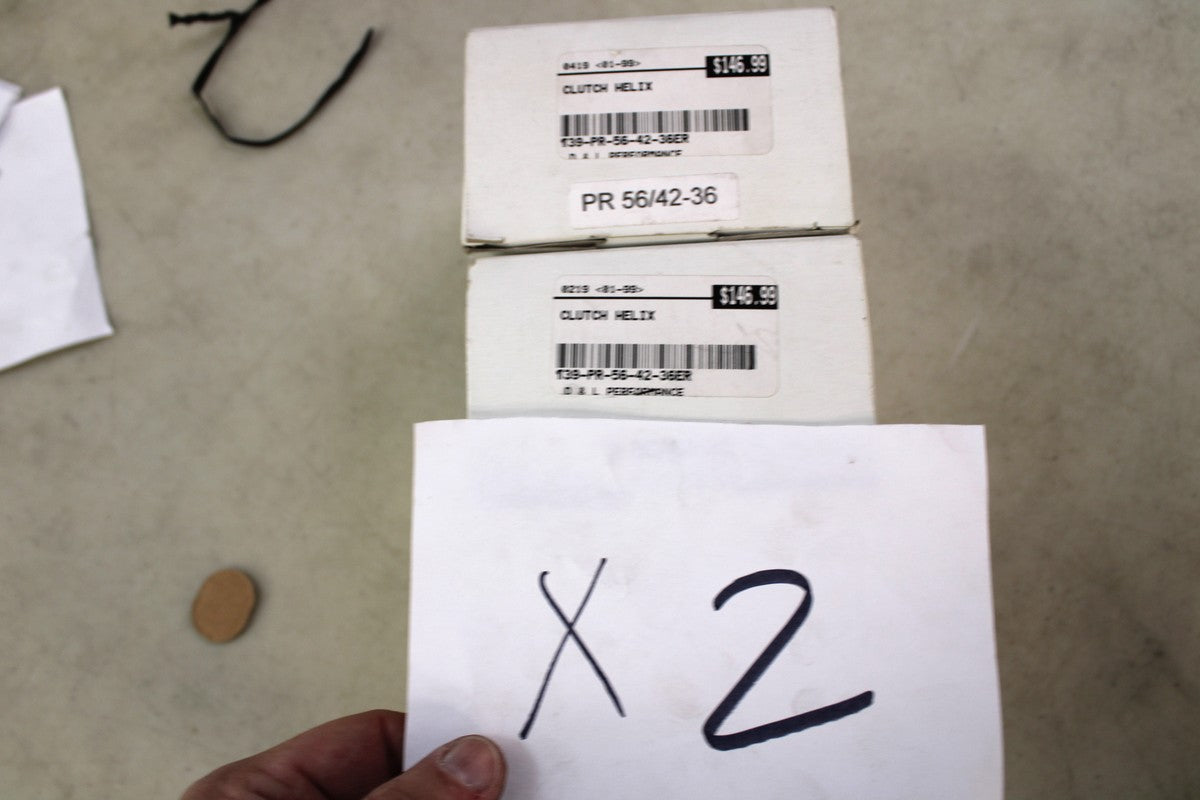 0419 <01-99>
$146.99
CLUTCH HELIX
T39-PR-56-42-36ER
D & L PERFORMANCE
PR 56/42-36
0219 <01-99>
$146.99
CLUTCH HELIX
T39-PR-56-42-36ER
D & L PERFORMANCE
X 2